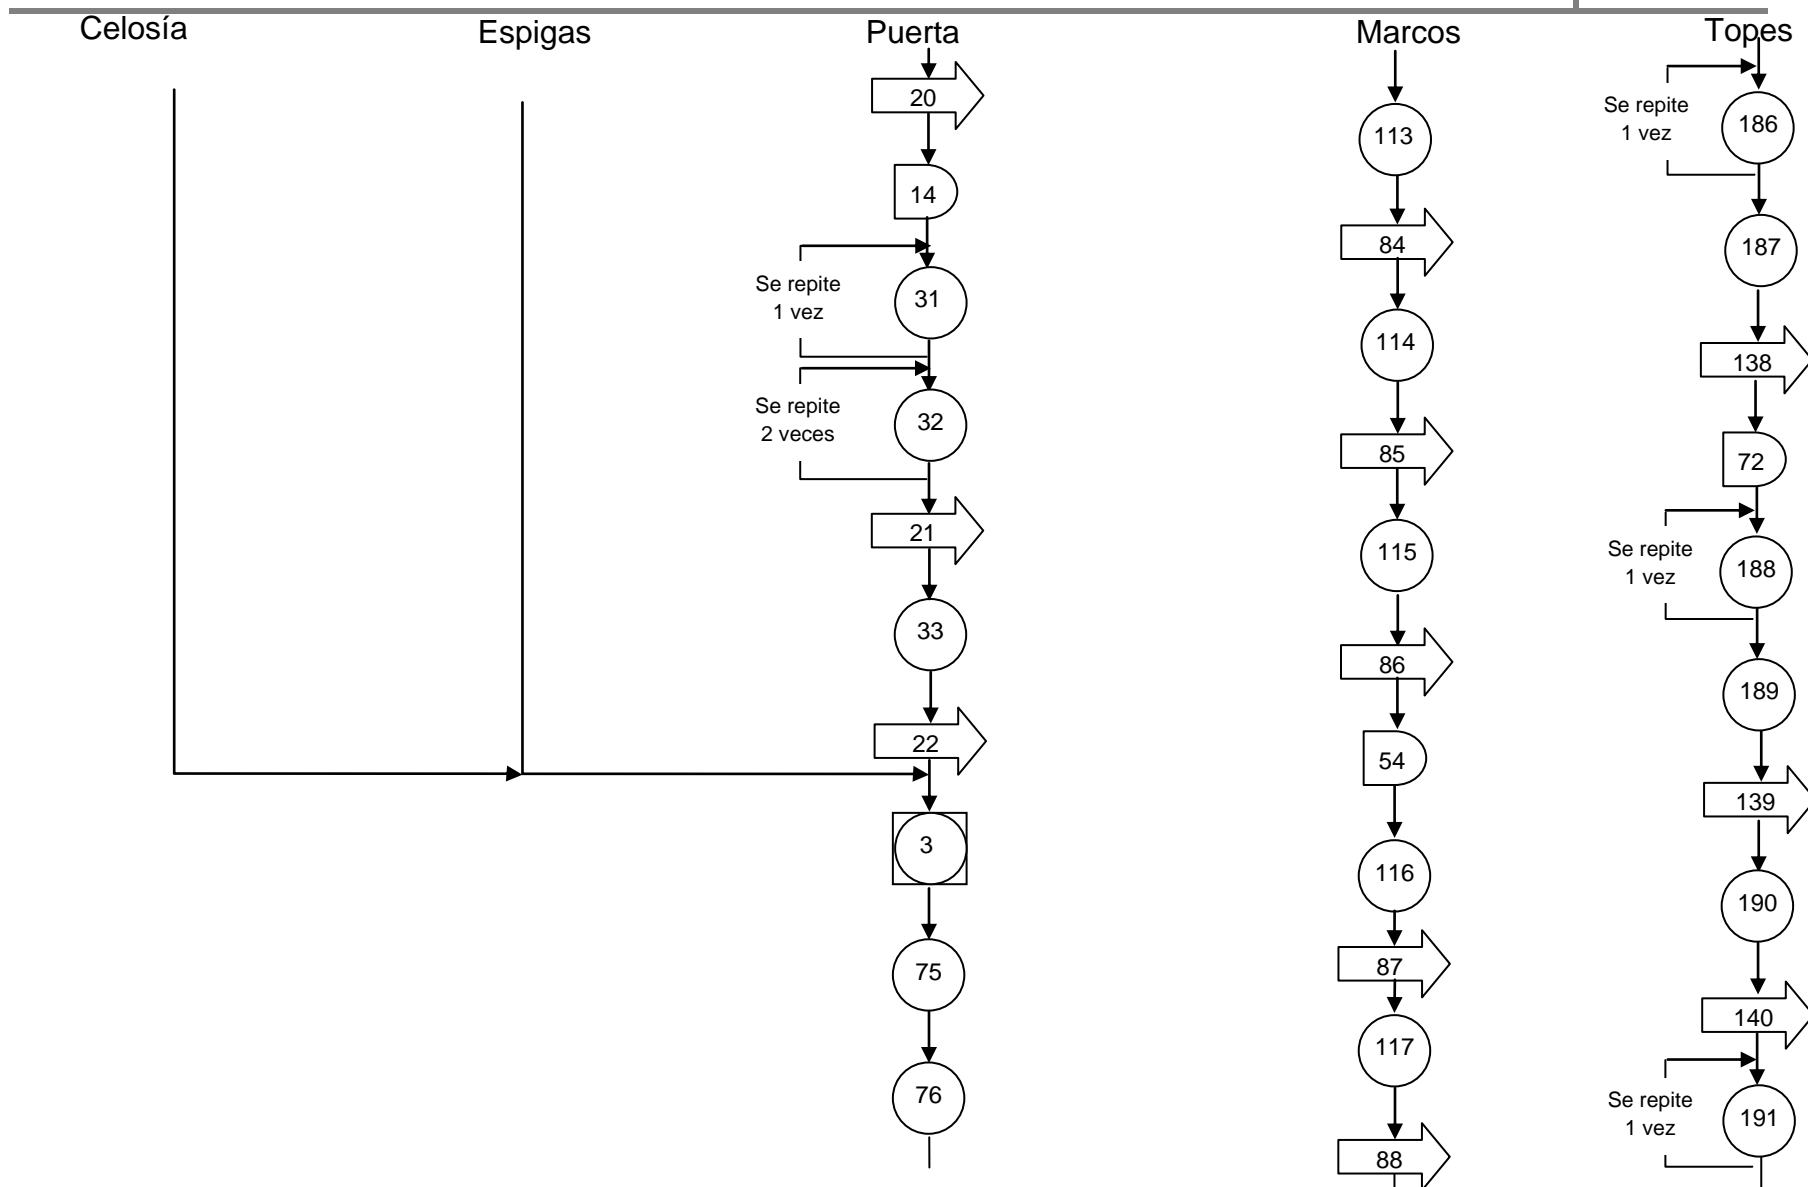 Celosía
Espigas
Puerta
Marcos
Topes
20
14
Se repite
1 vez
31
Se repite
2 veces
32
21
33
22
3
75
76
113
84
114
85
115
86
54
116
87
117
88
Se repite
1 vez
186
187
138
72
Se repite
1 vez
188
189
139
190
140
Se repite
1 vez
191